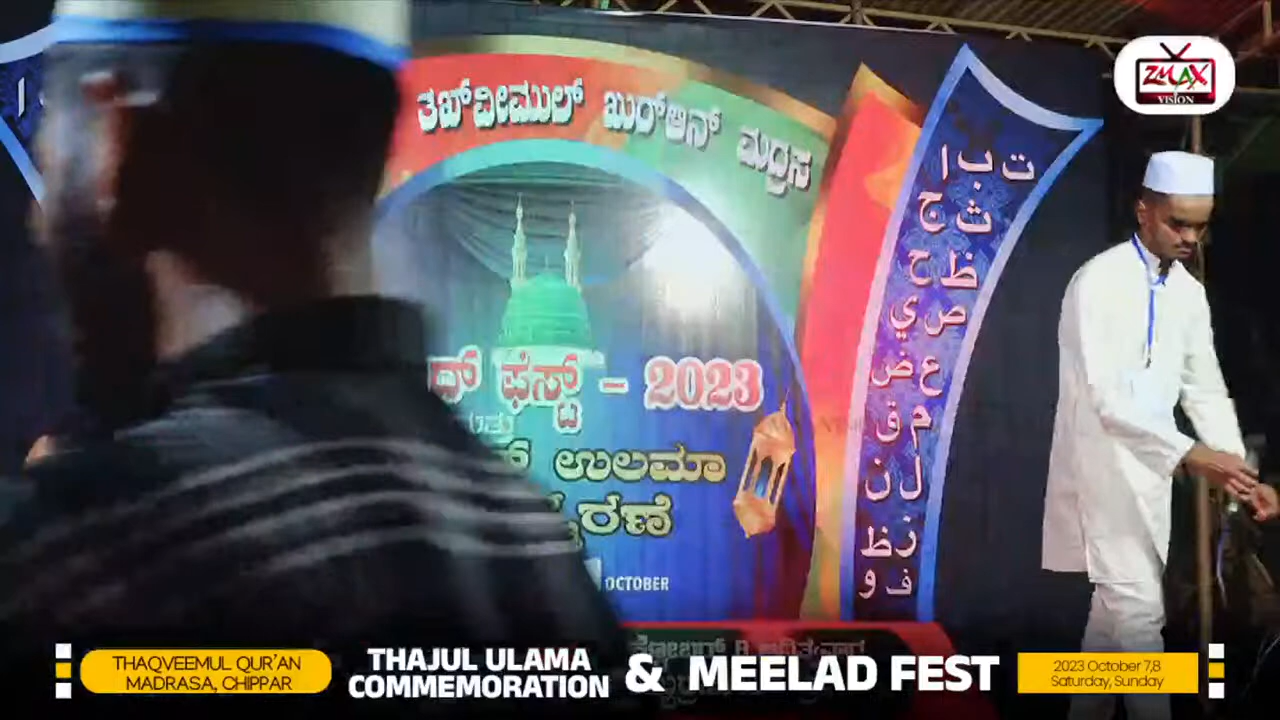 ZMAX
VISION
ತಖ್‌ವೀಮುಲ್ ಖುರ್‌ಆನ್ ಮದ್ರಸ
ಫೆಸ್ಟ್ - 2023
ಉಲಮಾ
OCTOBER
ا ب ت
ج ث
ح ظ
ي ص
ض ع
ق م
ن ل
ظ ز
و ف
THAQVEEMUL QUR'AN
MADRASA, CHIPPAR
THAJUL ULAMA
COMMEMORATION
& MEELAD FEST
2023 October 7,8
Saturday, Sunday